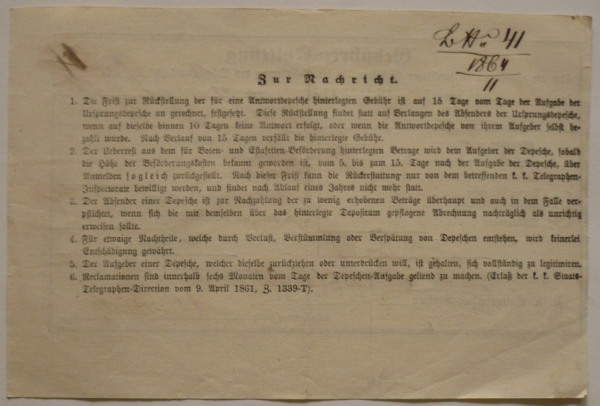 41
1864
11
Zur Nachricht.
1. Die Frist zur Rückstellung der für eine Antwortdepesche hinterlegten Gebühr ist auf 15 Tage vom Tage der Aufgabe der
Ursprungsdepesche an gerechnet, festgesetzt. Diese Rückstellung findet statt auf Verlangen des Absenders der Ursprungsdepesche,
wenn auf dieselbe binnen 10 Tagen keine Antwort erfolgt, oder wenn die Antwortdepesche von ihrem Aufgeber selbst be-
zahlt wurde. Nach Verlauf von 15 Tagen verfällt die hinterlegte Gebühr.
2. Der Ueberrest aus dem für Boten- und Estafetten-Beförderung hinterlegten Betrage wird dem Aufgeber der Depesche, sobald
die Höhe der Beförderungskosten bekannt geworden ist, vom 5. bis zum 15. Tage nach der Aufgabe der Depesche, über
Anmelden sogleich zurückgestellt. Nach dieser Frist kann die Rückerstattung nur von dem betreffenden k. k. Telegraphen-
Inspectorate bewilligt werden, und findet nach Ablauf eines Jahres nicht mehr statt.
3. Der Absender einer Depesche ist zur Nachzahlung der zu wenig erhobenen Beträge überhaupt und auch in dem Falle ver-
pflichtet, wenn sich die mit demselben über das hinterlegte Depositum gepflogene Abrechnung nachträglich als unrichtig
erweisen sollte.
4. Für etwaige Nachtheile, welche durch Verlust, Verstümmlung oder Verspätung von Depeschen entstehen, wird keinerlei
Entschädigung gewährt.
5. Der Aufgeber einer Depesche, welcher dieselbe zurückziehen oder unterdrücken will, ist gehalten, sich vollständig zu legitimiren.
6. Reclamationen sind innerhalb sechs Monaten vom Tage der Depeschen-Aufgabe geltend zu machen. (Erlaß der k. k. Staats-
Telegraphen-Direction vom 9. April 1861, Z. 1339-T).